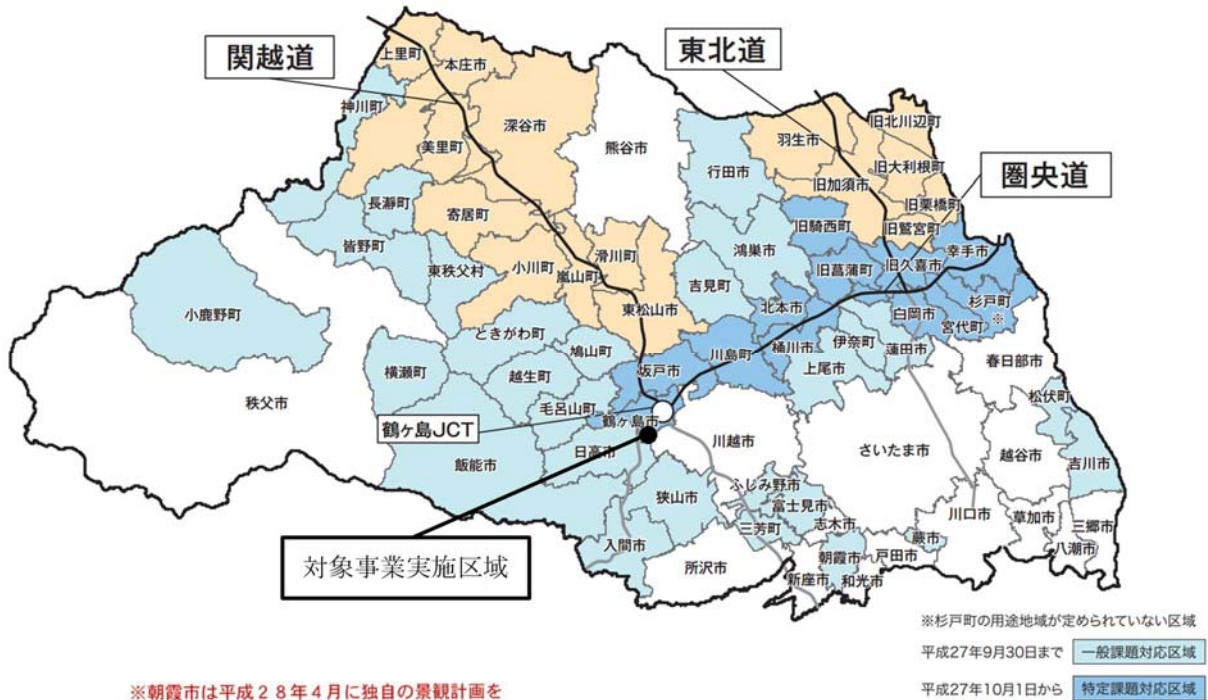 関越道
東北道
圏央道
上里町
本庄市
神川町
美里町
深谷市
熊谷市
行田市
羽生市
旧北川辺町
旧大利根町
旧加須市
旧栗橋町
長瀞町
寄居町
旧騎西町
旧鷲宮町
皆野町
東秩父村
小川町
嵐山町
滑川町
鴻巣市
旧菖蒲町
旧久喜市
幸手市
吉見町
北本市
杉戸町
※
小鹿野町
東松山市
白岡市
宮代町
ときがわ町
鳩山町
川島町
桶川市
伊奈町
蓮田市
春日部市
横瀬町
越生町
坂戸市
上尾市
松伏町
秩父市
毛呂山町
鶴ヶ島JCT
鶴ヶ島市
川越市
さいたま市
越谷市
吉川市
飯能市
日高市
狭山市
ふじみ野市
富士見市
三芳町
志木市
川口市
草加市
三郷市
八潮市
蕨市
戸田市
朝霞市
入間市
所沢市
新座市
和光市
対象事業実施区域
※杉戸町の用途地域が定められていない区域
平成27年9月30日まで 一般課題対応区域
平成27年10月1日から 特定課題対応区域
※朝霞市は平成28年4月に独自の景観計画を